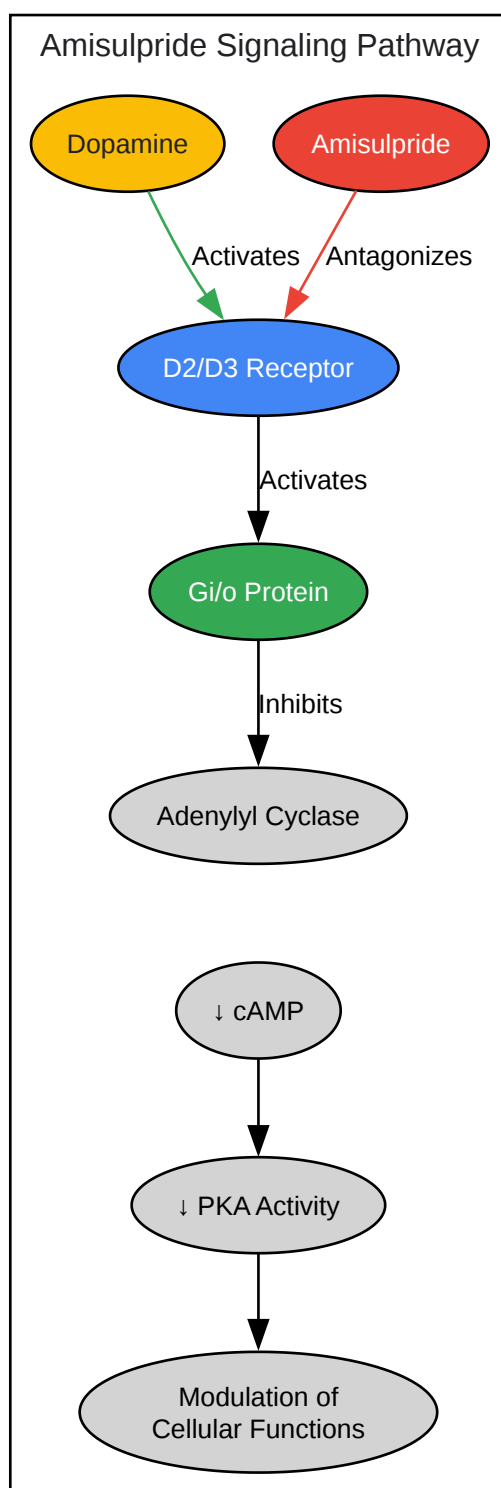 Amisulpride Signaling Pathway
Dopamine
Amisulpride
Activates
Antagonizes
D2/D3 Receptor
Activates
Gi/o Protein
Inhibits
Adenylyl Cyclase
↓ cAMP
↓ PKA Activity
Modulation of
Cellular Functions